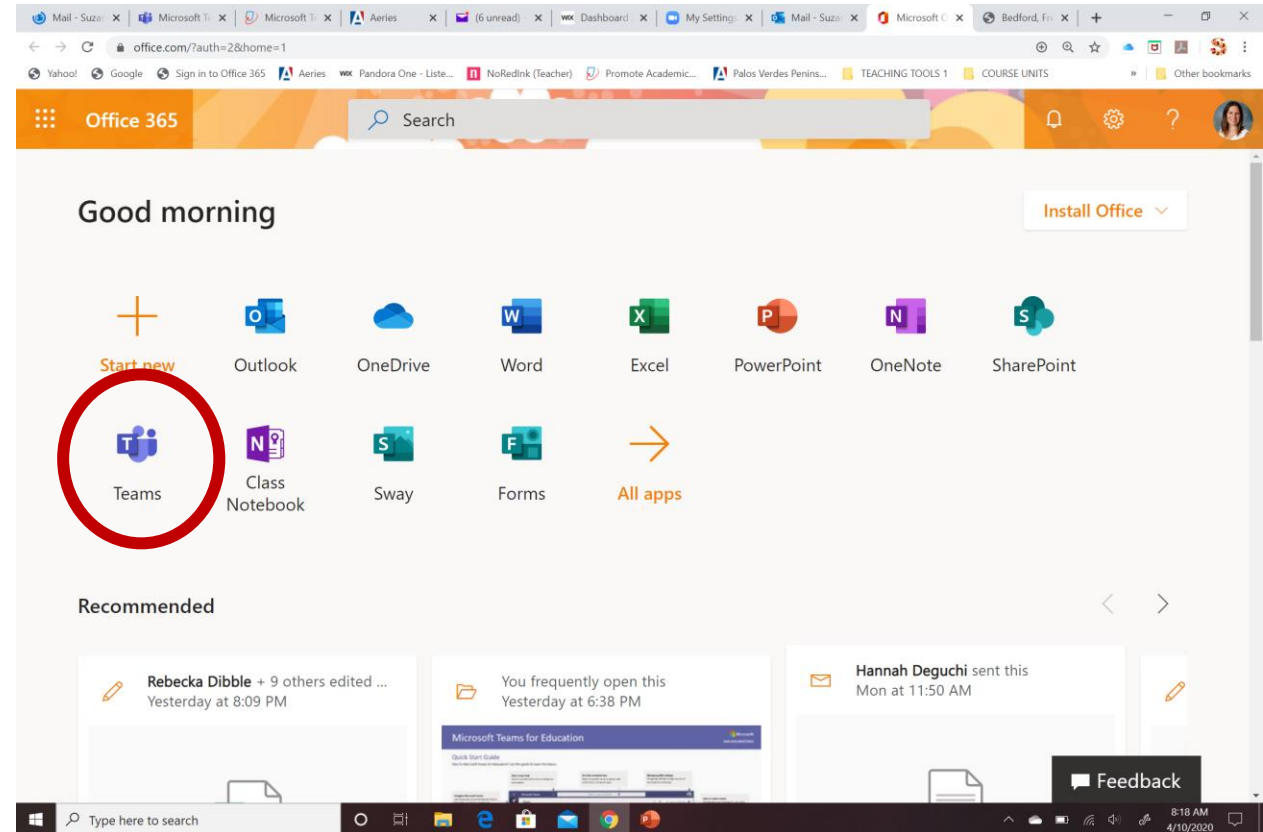 Mail - Suza
Microsoft Te
Microsoft Te
Aeries
(6 unread)
Dashboard
My Settings
Mail - Suza
Microsoft O
Bedford, Fr
office.com/?auth=2&home=1
Yahoo!
Google
Sign in to Office 365
Aeries
Pandora One - Liste...
NoRedInk (Teacher)
Promote Academic...
Palos Verdes Penins...
TEACHING TOOLS 1
COURSE UNITS
»
Other bookmarks
Office 365
Search
?
Good morning
Install Office
Start new
Outlook
OneDrive
Word
Excel
PowerPoint
OneNote
SharePoint
Teams
Class
Notebook
Sway
Forms
All apps
Recommended
Rebecka Dibble + 9 others edited ...
Yesterday at 8:09 PM
You frequently open this
Yesterday at 6:38 PM
Hannah Deguchi sent this
Mon at 11:50 AM
Microsoft Teams for Education
Quick Start Guide
Feedback
Type here to search
8:18 AM
4/10/2020